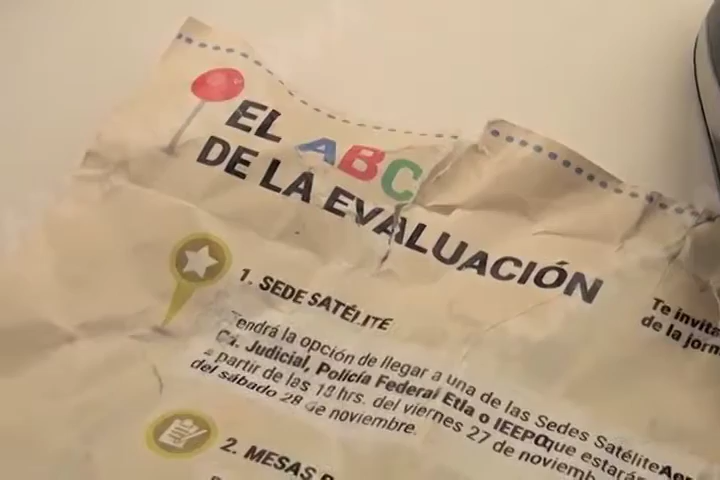 EL ABC
DE LA EVALUACIÓN
1. SEDE SATÉLITE
Tendrá la opción de llegar a una de las Sedes Satélite
Cd. Judicial, Policía Federal Etla o IEEPO que estarán
a partir de las 18 hrs. del viernes 27 de noviemb
del sábado 28 de noviembre.
2. MESAS
Te invita
de la jorn